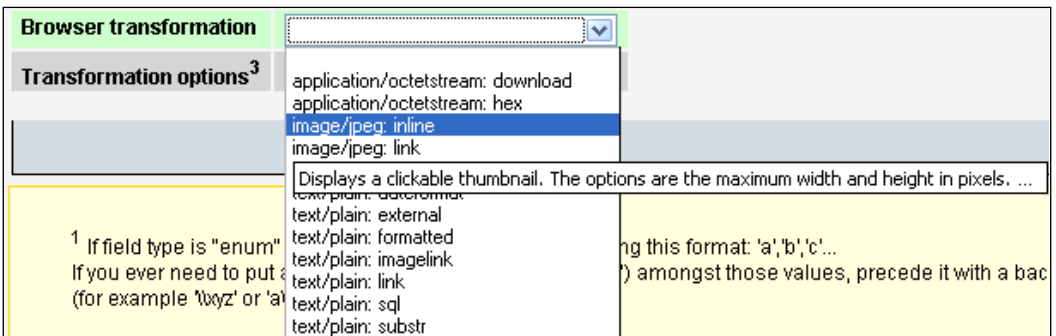 Browser transformation
Transformation options3
application/octetstream: download
application/octetstream: hex
image/jpeg: inline
image/jpeg: link
Displays a clickable thumbnail. The options are the maximum width and height in pixels. ...
text/plain: dateformat
text/plain: external
text/plain: formatted
text/plain: imagelink
text/plain: link
text/plain: sql
text/plain: substr
1 If field type is "enum" ng this format: 'a','b','c'...
If you ever need to put a ') amongst those values, precede it with a bac
(for example '\\xyz' or 'a\